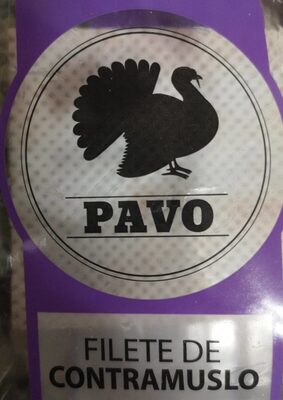 PAVO
FILETE DE
CONTRAMUSLO